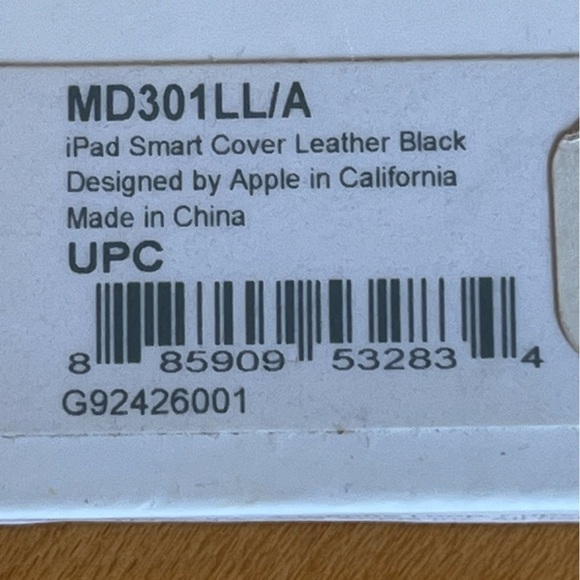 MD301LL/A
iPad Smart Cover Leather Black
Designed by Apple in California
Made in China
UPC
8 85909 53283 4
G92426001